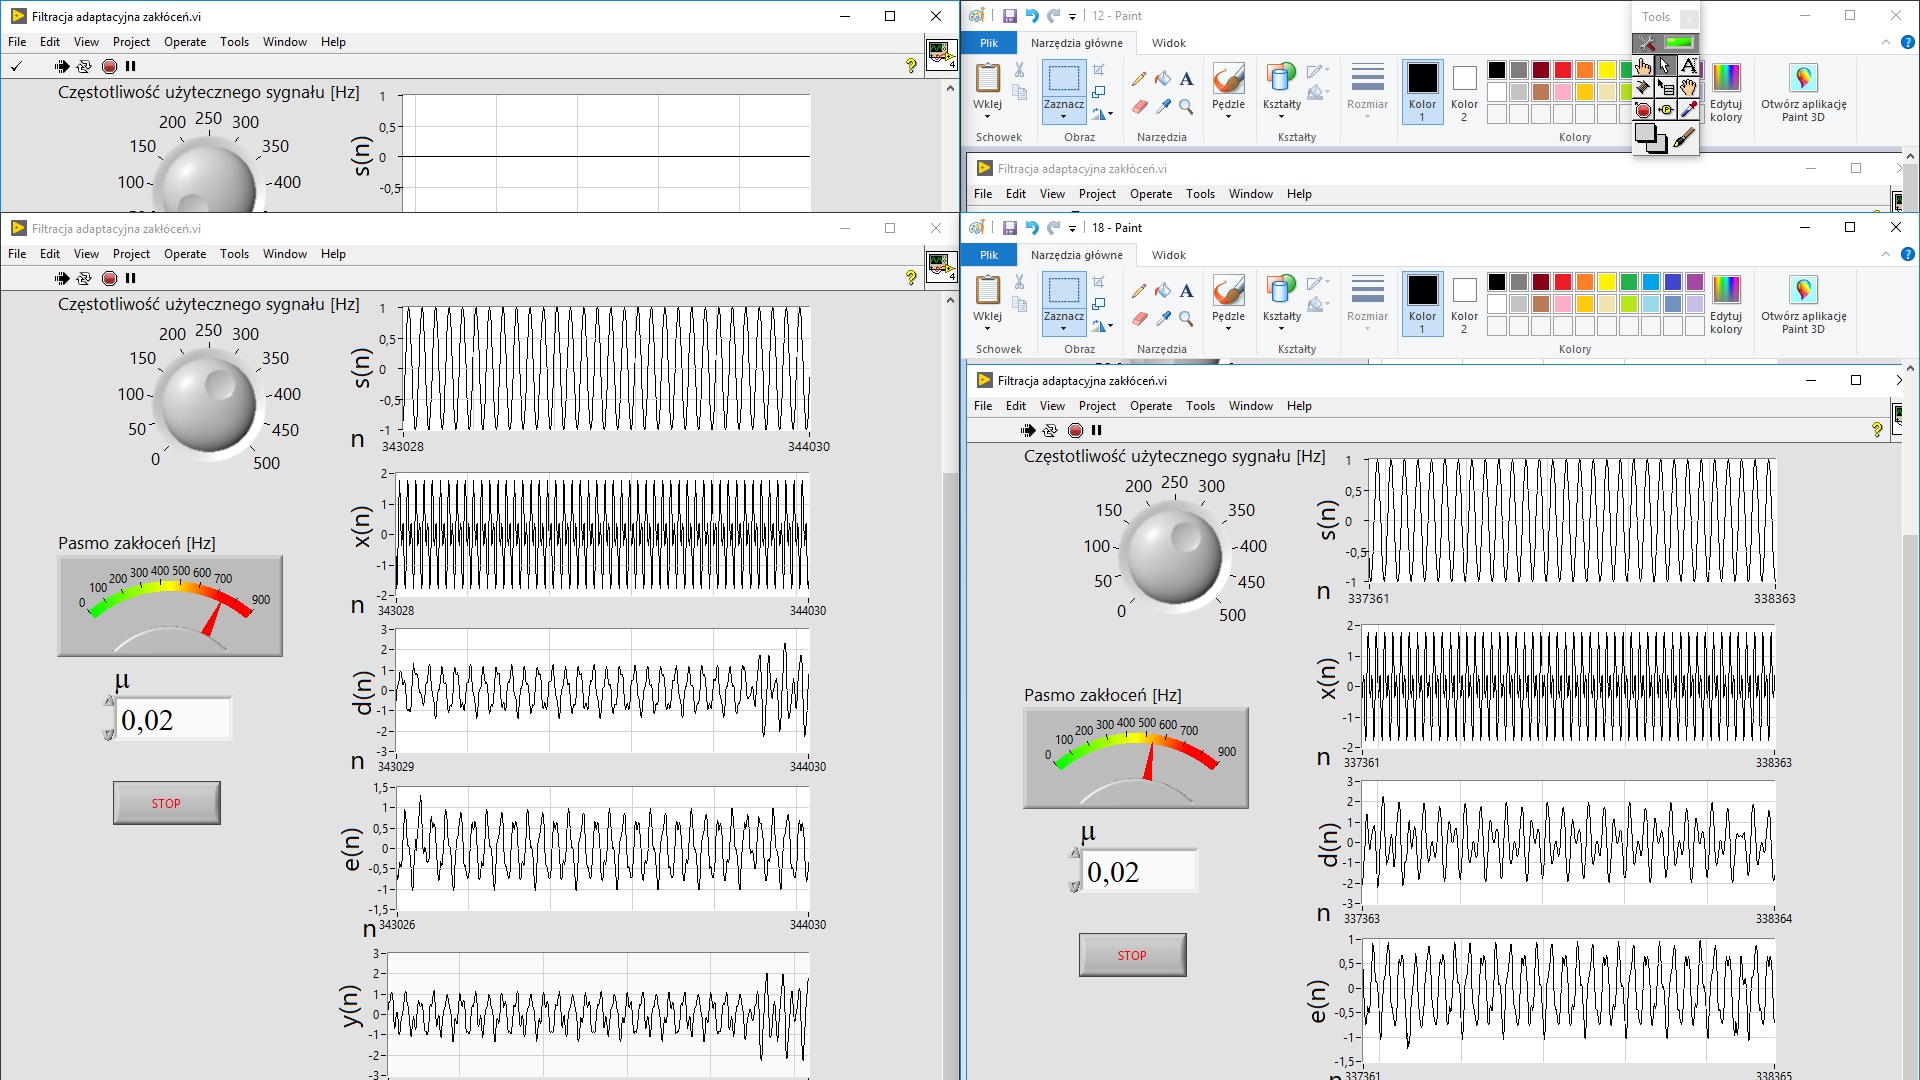 Filtracja adaptacyjna zakłóceń.vi
File Edit View Project Operate Tools Window Help
4
Częstotliwość użytecznego sygnału [Hz]
200 250 300
150 350
100 400
s(n)
1
0,5
0
-0,5
12 - Paint
Plik Narzędzia główne Widok
Wklej
Zaznacz
Pędzle
Kształty
Rozmiar
Kolor 1
Kolor 2
Edytuj kolory
Otwórz aplikację Paint 3D
Schowek Obraz Narzędzia Kształty Kolory
Tools
Filtracja adaptacyjna zakłóceń.vi
File Edit View Project Operate Tools Window Help
Filtracja adaptacyjna zakłóceń.vi
File Edit View Project Operate Tools Window Help
4
Częstotliwość użytecznego sygnału [Hz]
200 250 300
150 350
100 400
50 450
0 500
s(n)
1
0,5
0
-0,5
-1
n
343028 344030
x(n)
2
1
0
-1
-2
n
343028 344030
Pasmo zakłoceń [Hz]
0 100 200 300 400 500 600 700 900
μ
0,02
STOP
d(n)
3
2
1
0
-1
-2
-3
n
343029 344030
e(n)
1,5
1
0,5
0
-0,5
-1
-1,5
n
343026 344030
y(n)
3
2
1
0
-1
-2
-3
18 - Paint
Plik Narzędzia główne Widok
Wklej
Zaznacz
Pędzle
Kształty
Rozmiar
Kolor 1
Kolor 2
Edytuj kolory
Otwórz aplikację Paint 3D
Schowek Obraz Narzędzia Kształty Kolory
Filtracja adaptacyjna zakłóceń.vi
File Edit View Project Operate Tools Window Help
Częstotliwość użytecznego sygnału [Hz]
200 250 300
150 350
100 400
50 450
0 500
s(n)
1
0,5
0
-0,5
-1
337361 338363
n
x(n)
2
1
0
-1
-2
n
337361 338363
Pasmo zakłoceń [Hz]
0 100 200 300 400 500 600 700 900
μ
0,02
STOP
d(n)
3
2
1
0
-1
-2
-3
n
337363 338364
e(n)
1
0,5
0
-0,5
-1
-1,5
n
337361 338365